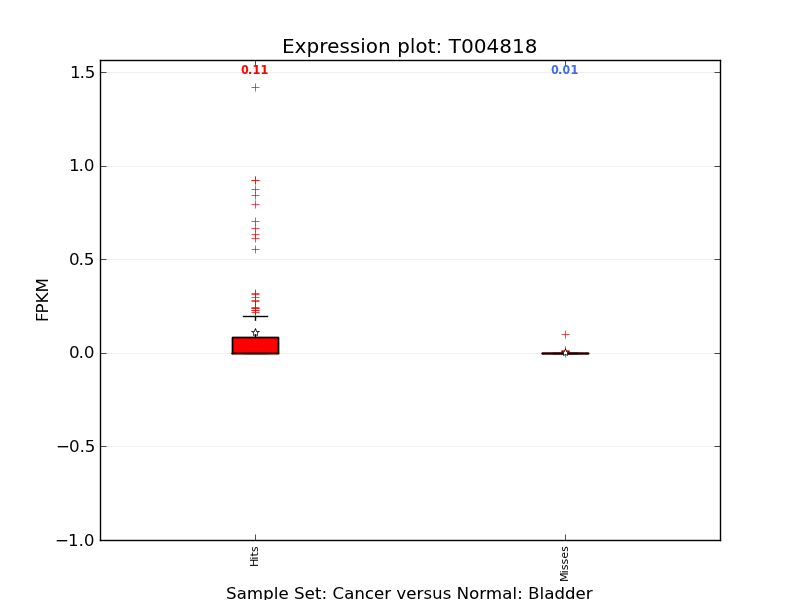 Expression plot: T004818
0.11
0.01
1.5
1.0
0.5
0.0
−0.5
−1.0
FPKM
Hits
Misses
Sample Set: Cancer versus Normal: Bladder